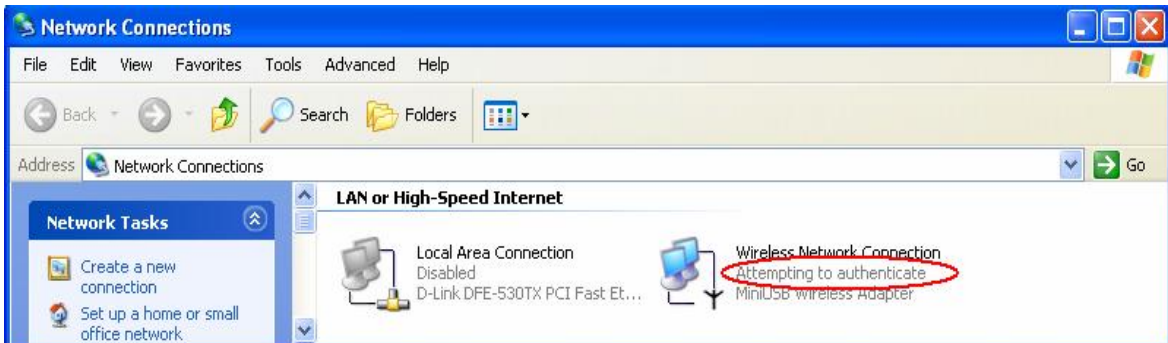 Network Connections
File Edit View Favorites Tools Advanced Help
Back Search Folders
Address Network Connections Go
Network Tasks
Create a new
connection
Set up a home or small
office network
LAN or High-Speed Internet
Local Area Connection
Disabled
D-Link DFE-530TX PCI Fast Et...
Wireless Network Connection
Attempting to authenticate
MiniUSB Wireless Adapter